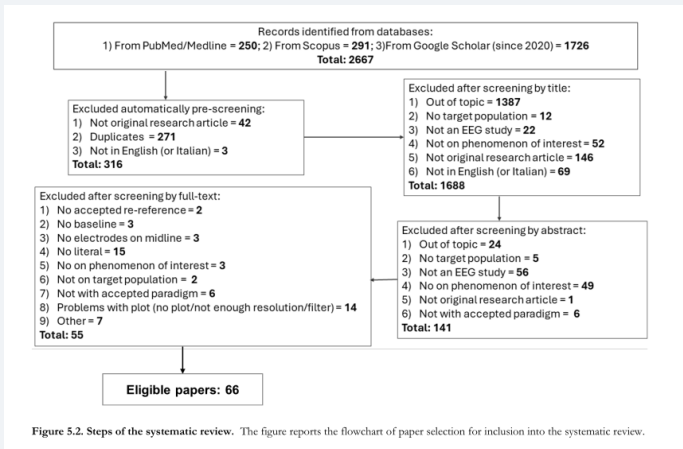 Records identified from databases:
1) From PubMed/Medline = 250; 2) From Scopus = 291; 3)From Google Scholar (since 2020) = 1726
Total: 2667
Excluded automatically pre-screening:
1) Not original research article = 42
2) Duplicates = 271
3) Not in English (or Italian) = 3
Total: 316
Excluded after screening by title:
1) Out of topic = 1387
2) No target population = 12
3) Not an EEG study = 22
4) Not on phenomenon of interest = 52
5) Not original research article = 146
6) Not in English (or Italian) = 69
Total: 1688
Excluded after screening by full-text:
1) No accepted re-reference = 2
2) No baseline = 3
3) No electrodes on midline = 3
4) No literal = 15
5) No on phenomenon of interest = 3
6) Not on target population = 2
7) Not with accepted paradigm = 6
8) Problems with plot (no plot/not enough resolution/filter) = 14
9) Other = 7
Total: 55
Excluded after screening by abstract:
1) Out of topic = 24
2) No target population = 5
3) Not an EEG study = 56
4) No on phenomenon of interest = 49
5) Not original research article = 1
6) Not with accepted paradigm = 6
Total: 141
Eligible papers: 66
Figure 5.2. Steps of the systematic review. The figure reports the flowchart of paper selection for inclusion into the systematic review.